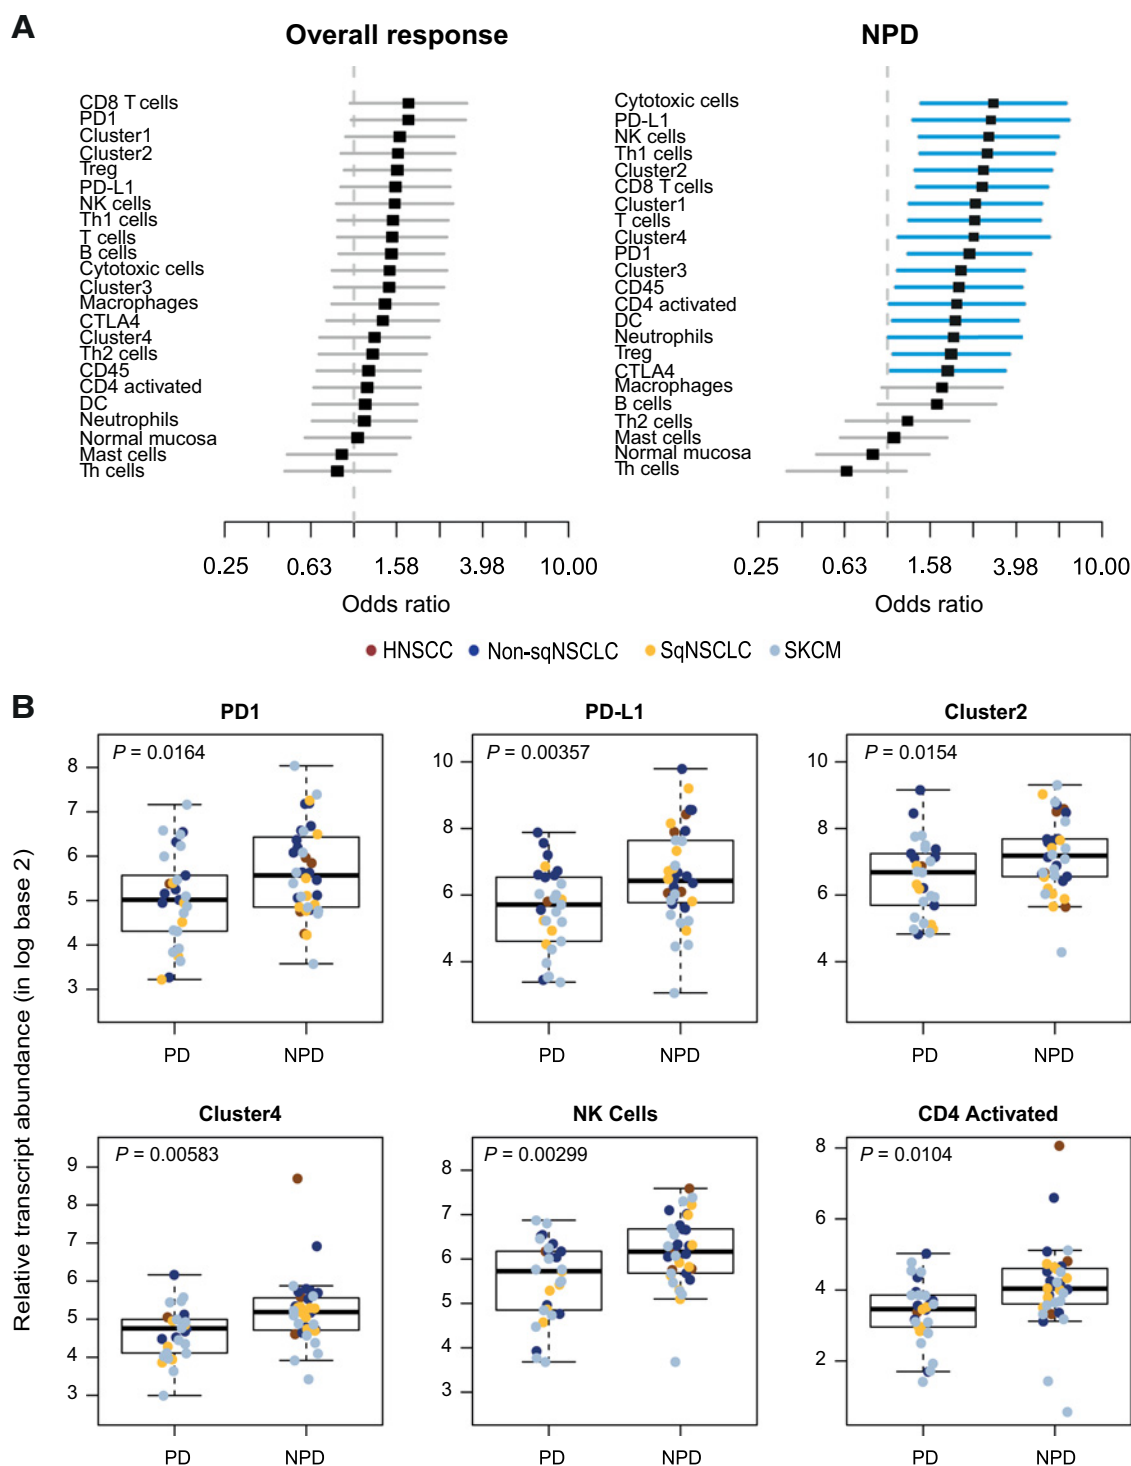 A
Overall response
NPD
CD8 T cells
PD1
Cluster1
Cluster2
Treg
PD-L1
NK cells
Th1 cells
T cells
B cells
Cytotoxic cells
Cluster3
Macrophages
CTLA4
Cluster4
Th2 cells
CD45
CD4 activated
DC
Neutrophils
Normal mucosa
Mast cells
Th cells
0.25 0.63 1.58 3.98 10.00
Odds ratio
Cytotoxic cells
PD-L1
NK cells
Th1 cells
Cluster2
CD8 T cells
Cluster1
T cells
Cluster4
PD1
Cluster3
CD45
CD4 activated
DC
Neutrophils
Treg
CTLA4
Macrophages
B cells
Th2 cells
Mast cells
Normal mucosa
Th cells
0.25 0.63 1.58 3.98 10.00
Odds ratio
HNSCC Non-sqNSCLC SqNSCLC SKCM
B
Relative transcript abundance (in log base 2)
PD1
P = 0.0164
8
7
6
5
4
3
PD NPD
PD-L1
P = 0.00357
10
8
6
4
PD NPD
Cluster2
P = 0.0154
10
8
6
4
PD NPD
Cluster4
P = 0.00583
9
8
7
6
5
4
3
PD NPD
NK Cells
P = 0.00299
8
7
6
5
4
3
PD NPD
CD4 Activated
P = 0.0104
8
6
4
2
PD NPD